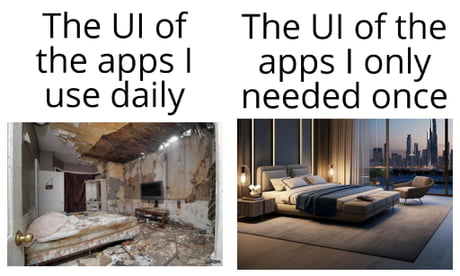 The UI of
the apps I
use daily
The UI of the
apps I only
needed once